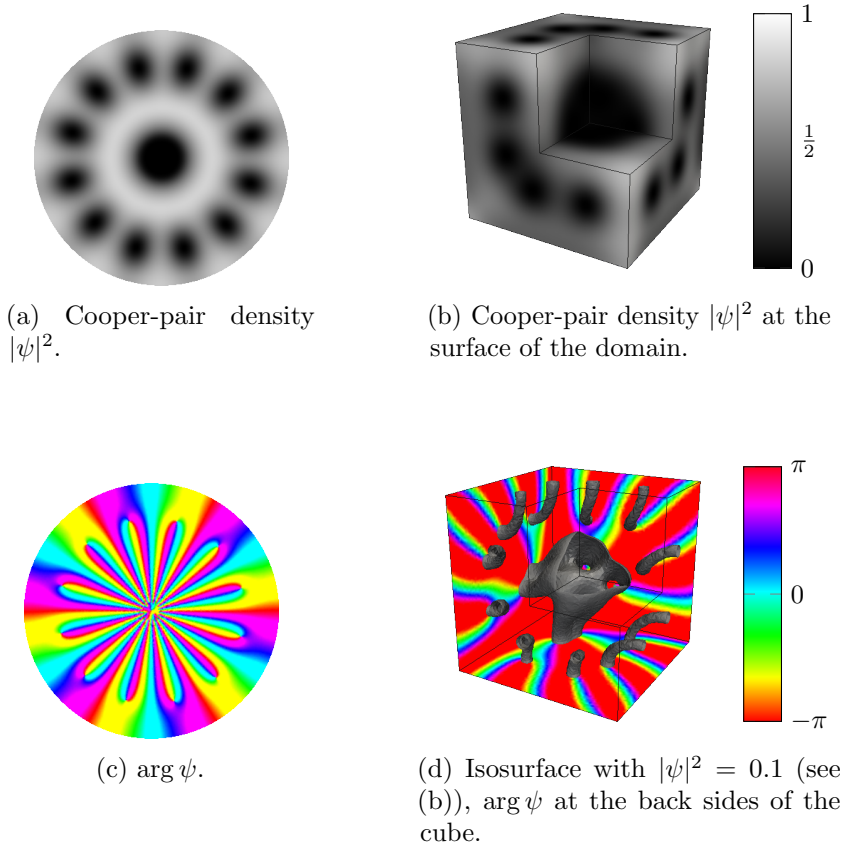 1
1/2
0
(a) Cooper-pair density
|ψ|².
(b) Cooper-pair density |ψ|² at the
surface of the domain.
π
0
−π
(c) arg ψ.
(d) Isosurface with |ψ|² = 0.1 (see
(b)), arg ψ at the back sides of the
cube.